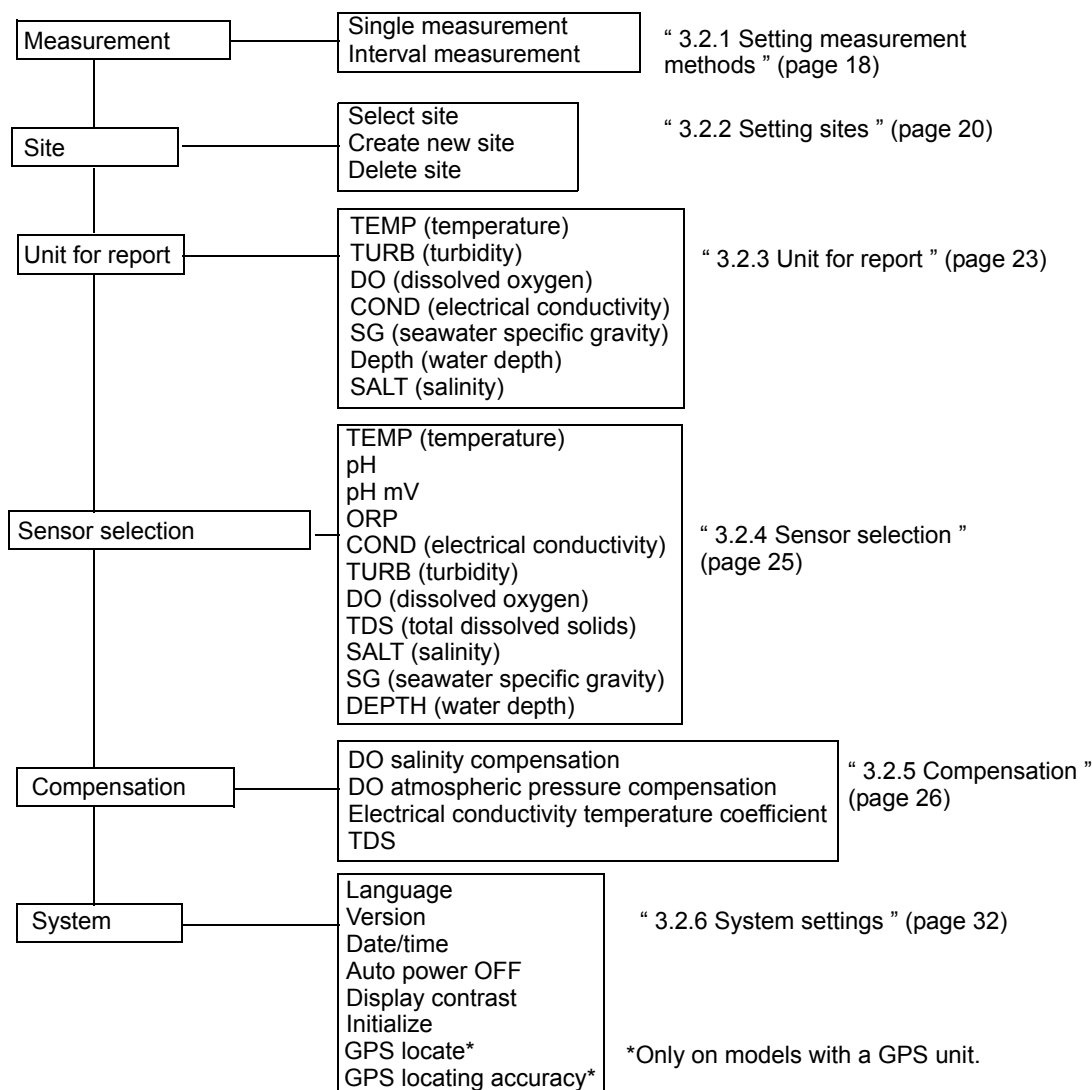 Measurement
Single measurement
Interval measurement
“ 3.2.1 Setting measurement
methods ” (page 18)
Site
Select site
Create new site
Delete site
“ 3.2.2 Setting sites ” (page 20)
Unit for report
TEMP (temperature)
TURB (turbidity)
DO (dissolved oxygen)
COND (electrical conductivity)
SG (seawater specific gravity)
Depth (water depth)
SALT (salinity)
“ 3.2.3 Unit for report ” (page 23)
Sensor selection
TEMP (temperature)
pH
pH mV
ORP
COND (electrical conductivity)
TURB (turbidity)
DO (dissolved oxygen)
TDS (total dissolved solids)
SALT (salinity)
SG (seawater specific gravity)
DEPTH (water depth)
“ 3.2.4 Sensor selection ”
(page 25)
Compensation
DO salinity compensation
DO atmospheric pressure compensation
Electrical conductivity temperature coefficient
TDS
“ 3.2.5 Compensation ”
(page 26)
System
Language
Version
Date/time
Auto power OFF
Display contrast
Initialize
GPS locate*
GPS locating accuracy*
“ 3.2.6 System settings ” (page 32)
*Only on models with a GPS unit.